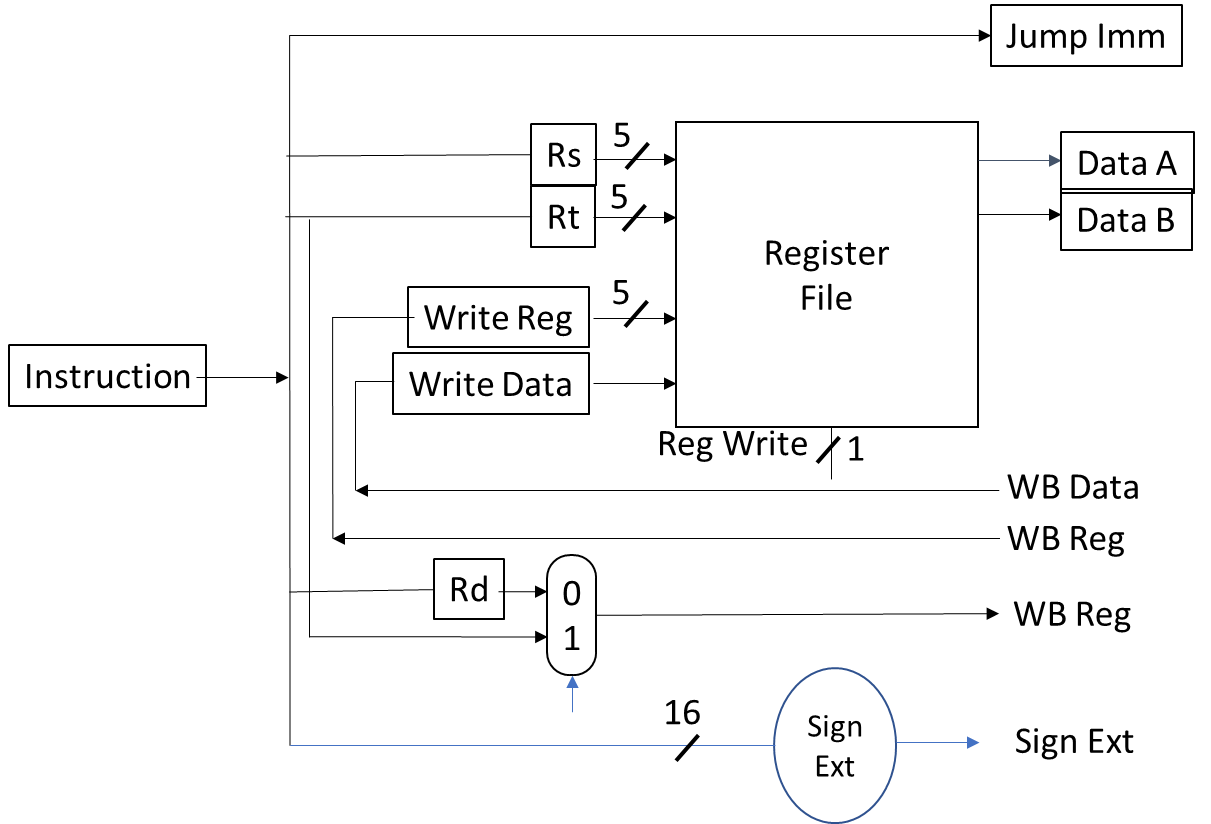 Jump Imm
Rs
5
Data A
Rt
5
Data B
Register
File
Write Reg
5
Instruction
Write Data
Reg Write
1
WB Data
WB Reg
Rd
0
1
WB Reg
16
Sign
Ext
Sign Ext